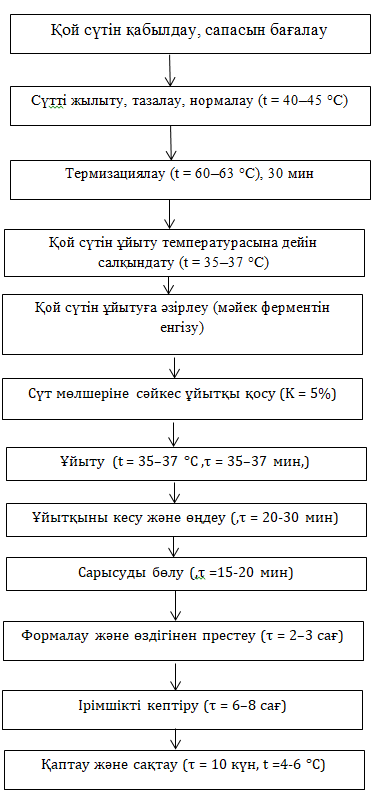 Қой сүтін қабылдау, сапасын бағалау
Сүтті жылыту, тазалау, нормалау (t = 40–45 °C)
Термизациялау (t = 60–63 °C), 30 мин
Қой сүтін ұйыту температурасына дейін
салқындату (t = 35–37 °C)
Қой сүтін ұйытуға әзірлеу (мәйек ферментін
енгізу)
Сүт мөлшеріне сәйкес ұйытқы қосу (K = 5%)
Ұйыту (t = 35–37 °C ,τ = 35–37 мин,)
Ұйытқыны кесу және өңдеу (,τ = 20-30 мин)
Сарысуды бөлу (,τ =15-20 мин)
Формалау және өздігінен престеу (τ = 2–3 сағ)
Ірімшікті кептіру (τ = 6–8 сағ)
Қаптау және сақтау (τ = 10 күн, t =4-6 °C)